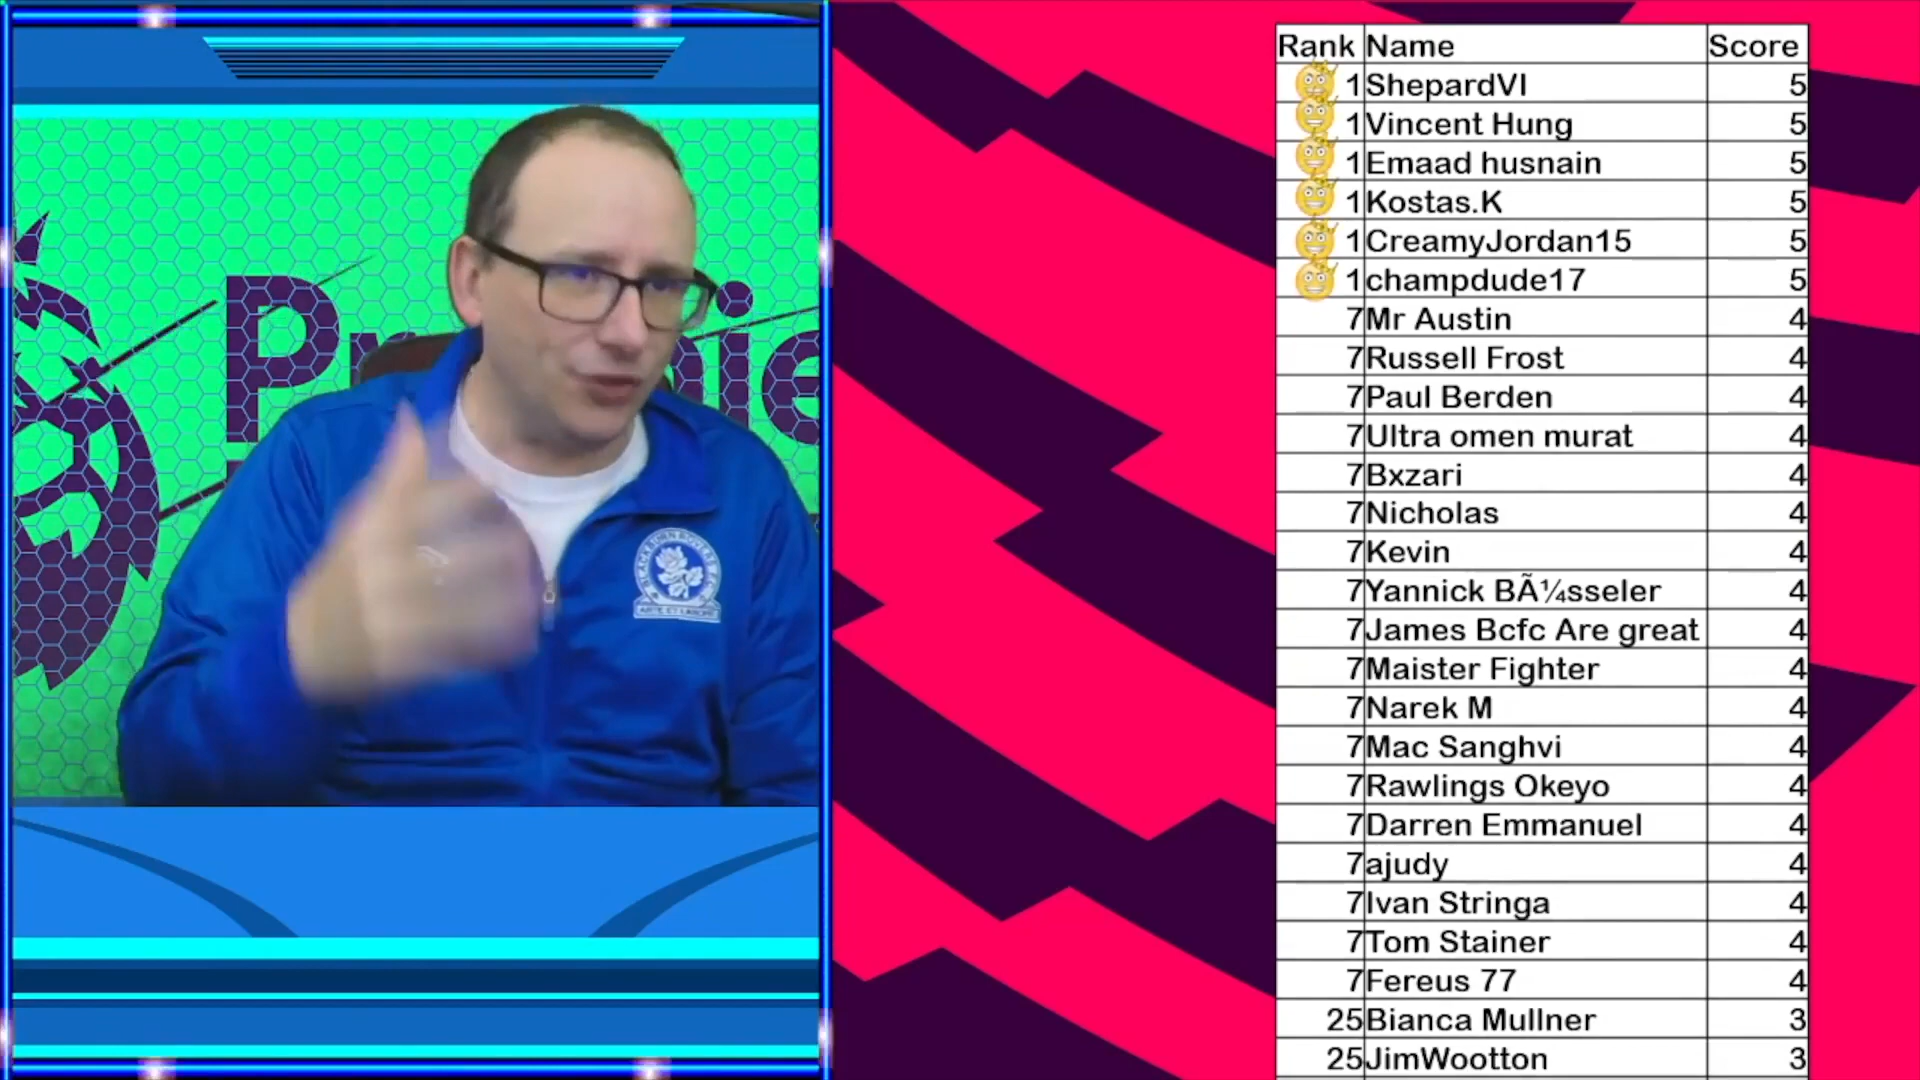 Rank Name Score
1 ShepardVI 5
1 Vincent Hung 5
1 Emaad husnain 5
1 Kostas.K 5
1 CreamyJordan15 5
1 champdude17 5
7 Mr Austin 4
7 Russell Frost 4
7 Paul Berden 4
7 Ultra omen murat 4
7 Bxzari 4
7 Nicholas 4
7 Kevin 4
7 Yannick BÃ¼sseler 4
7 James Bcfc Are great 4
7 Maister Fighter 4
7 Narek M 4
7 Mac Sanghvi 4
7 Rawlings Okeyo 4
7 Darren Emmanuel 4
7 ajudy 4
7 Ivan Stringa 4
7 Tom Stainer 4
7 Fereus 77 4
25 Bianca Mullner 3
25 JimWootton 3
BLACKBURN ROVERS F.C.
ARTE ET LABORE